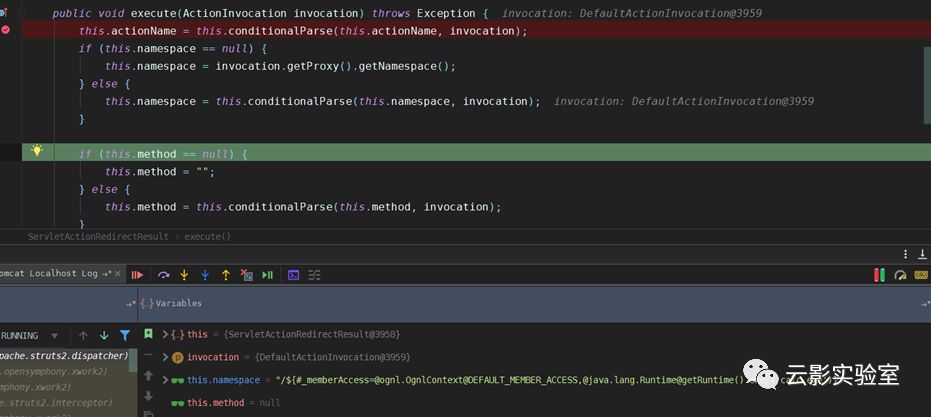 public void execute(ActionInvocation invocation) throws Exception {  invocation: DefaultActionInvocation@3959
this.actionName = this.conditionalParse(this.actionName, invocation);
if (this.namespace == null) {
this.namespace = invocation.getProxy().getNamespace();
} else {
this.namespace = this.conditionalParse(this.namespace, invocation);  invocation: DefaultActionInvocation@3959
}
if (this.method == null) {
this.method = "";
} else {
this.method = this.conditionalParse(this.method, invocation);
}
ServletActionRedirectResult › execute()
omcat Localhost Log
Variables
RUNNING
this = {ServletActionRedirectResult@3958}
pache.struts2.dispatcher)
invocation = {DefaultActionInvocation@3959}
.opensymphony.xwork2)
this.namespace = "/${#_memberAccess=@ognl.OgnlContext@DEFAULT_MEMBER_ACCESS,@java.lang.Runtime@getRuntime()
ymphony.xwork2)
this.method = null
e.struts2.interceptor)
云影实验室